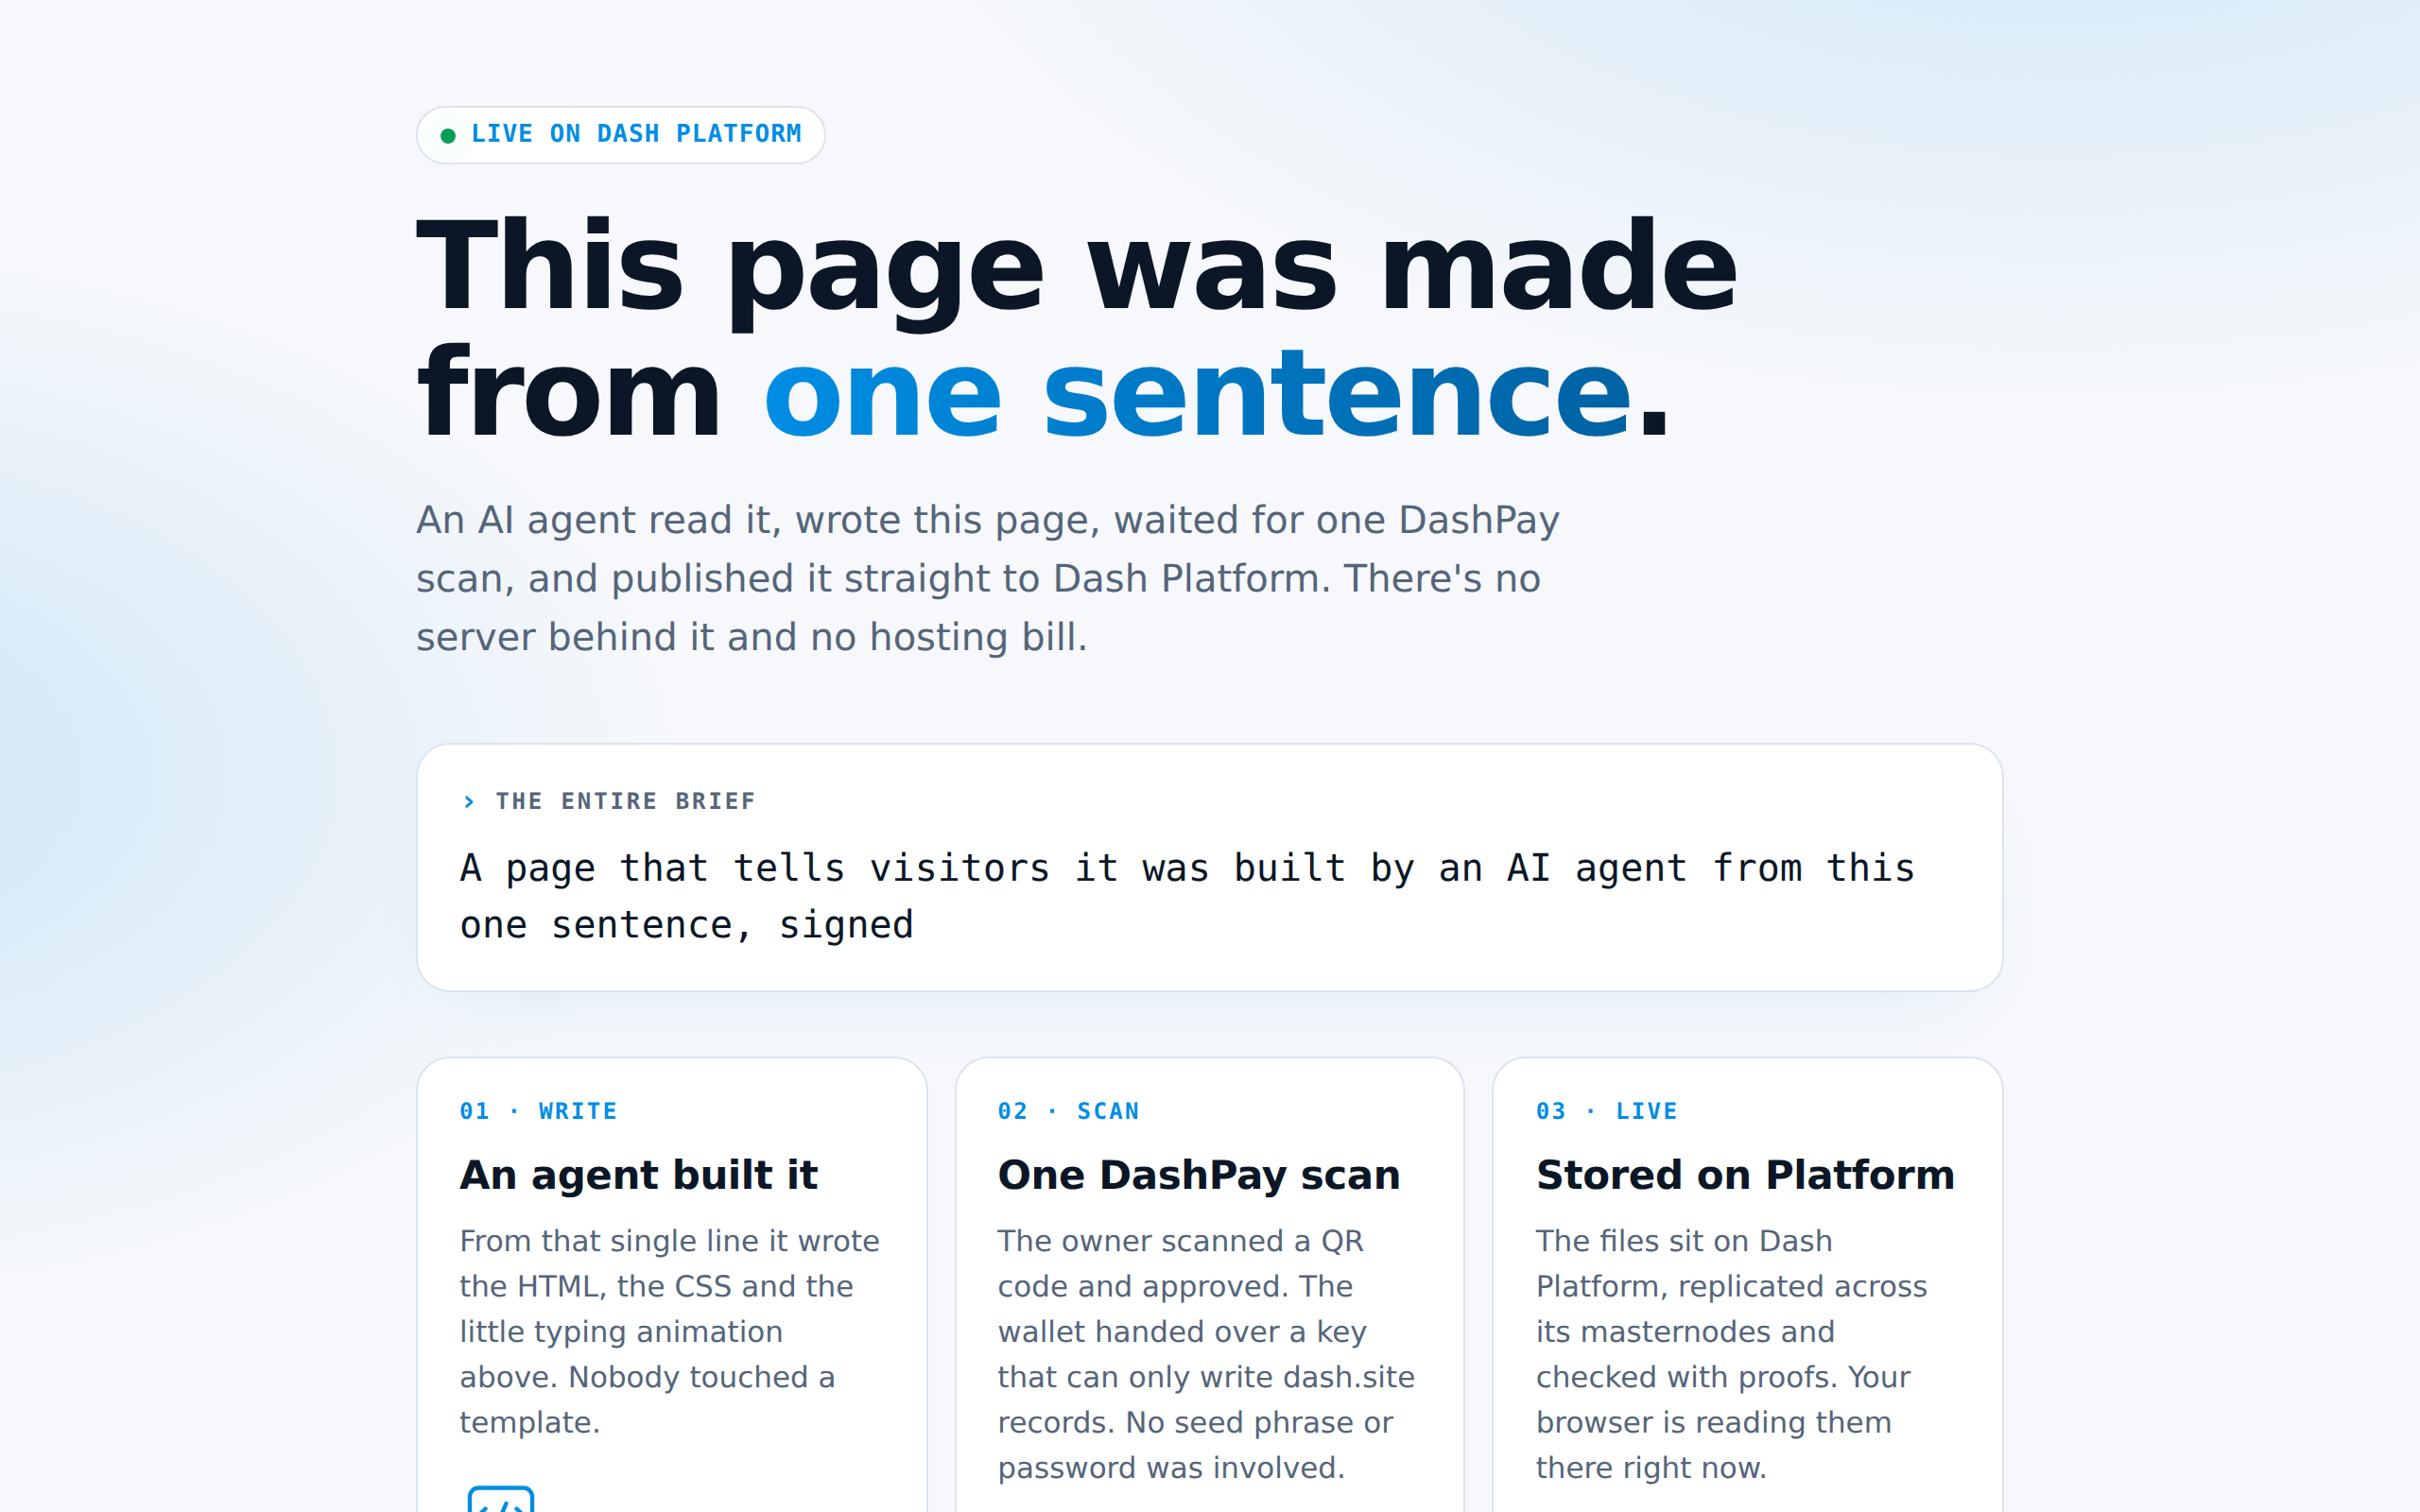 LIVE ON DASH PLATFORM
This page was made
from one sentence.
An AI agent read it, wrote this page, waited for one DashPay
scan, and published it straight to Dash Platform. There's no
server behind it and no hosting bill.
› THE ENTIRE BRIEF
A page that tells visitors it was built by an AI agent from this
one sentence, signed
01 · WRITE
An agent built it
From that single line it wrote
the HTML, the CSS and the
little typing animation
above. Nobody touched a
template.
02 · SCAN
One DashPay scan
The owner scanned a QR
code and approved. The
wallet handed over a key
that can only write dash.site
records. No seed phrase or
password was involved.
03 · LIVE
Stored on Platform
The files sit on Dash
Platform, replicated across
its masternodes and
checked with proofs. Your
browser is reading them
there right now.